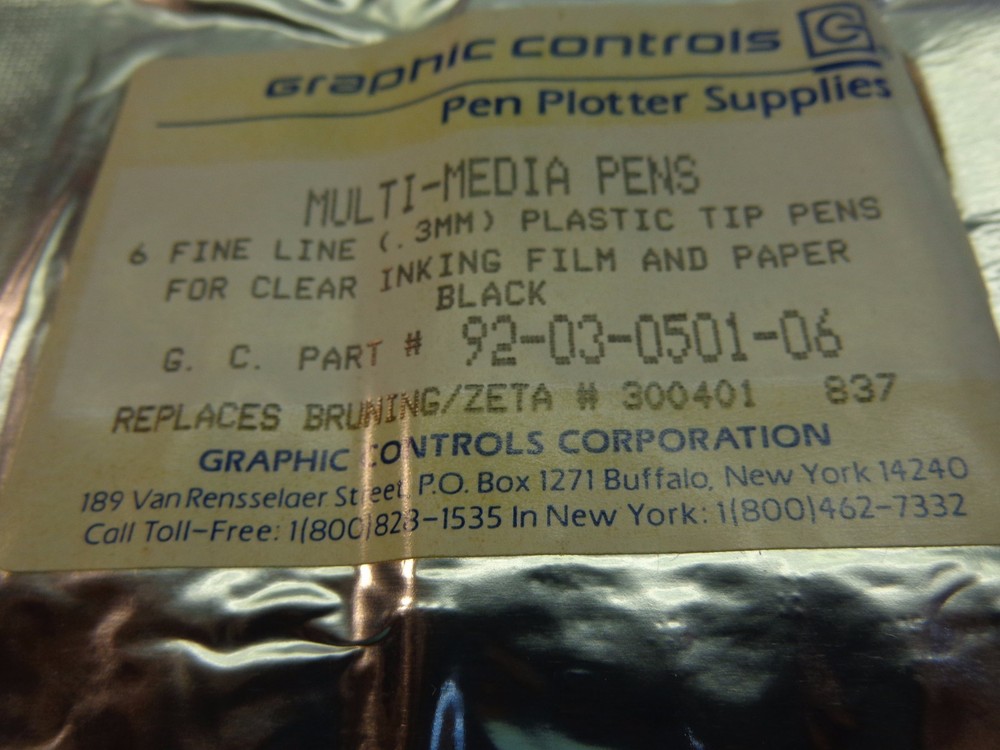 Graphic Controls G
Pen Plotter Supplies
MULTI-MEDIA PENS
6 FINE LINE (.3MM) PLASTIC TIP PENS
FOR CLEAR INKING FILM AND PAPER
BLACK
G. C. PART # 92-03-0501-06
REPLACES BRUNING/ZETA # 300401 837
GRAPHIC CONTROLS CORPORATION
189 Van Rensselaer Street, P.O. Box 1271 Buffalo, New York 14240
Call Toll-Free: 1(800)828-1535 In New York: 1(800)462-7332